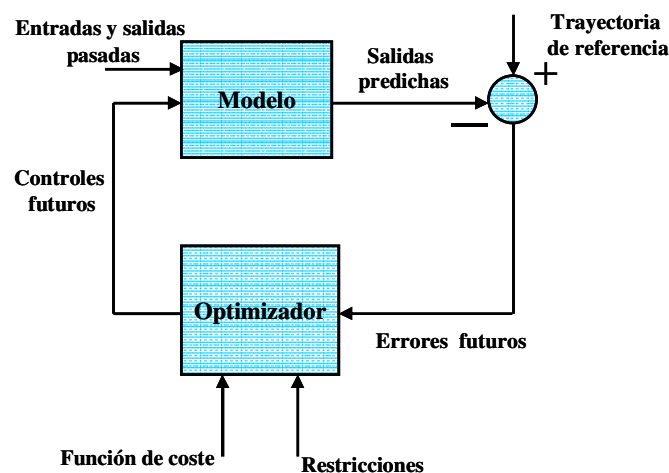 Entradas y salidas
pasadas
Trayectoria
de referencia
Salidas
predichas
+
Modelo
—
Controles
futuros
Optimizador
Errores futuros
Función de coste
Restricciones